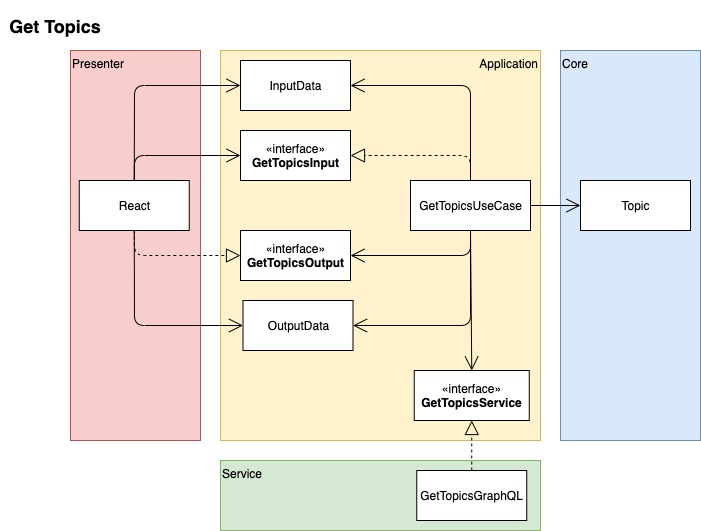 Get Topics
Presenter
Application
Core
InputData
«interface»
GetTopicsInput
React
GetTopicsUseCase
Topic
«interface»
GetTopicsOutput
OutputData
«interface»
GetTopicsService
Service
GetTopicsGraphQL